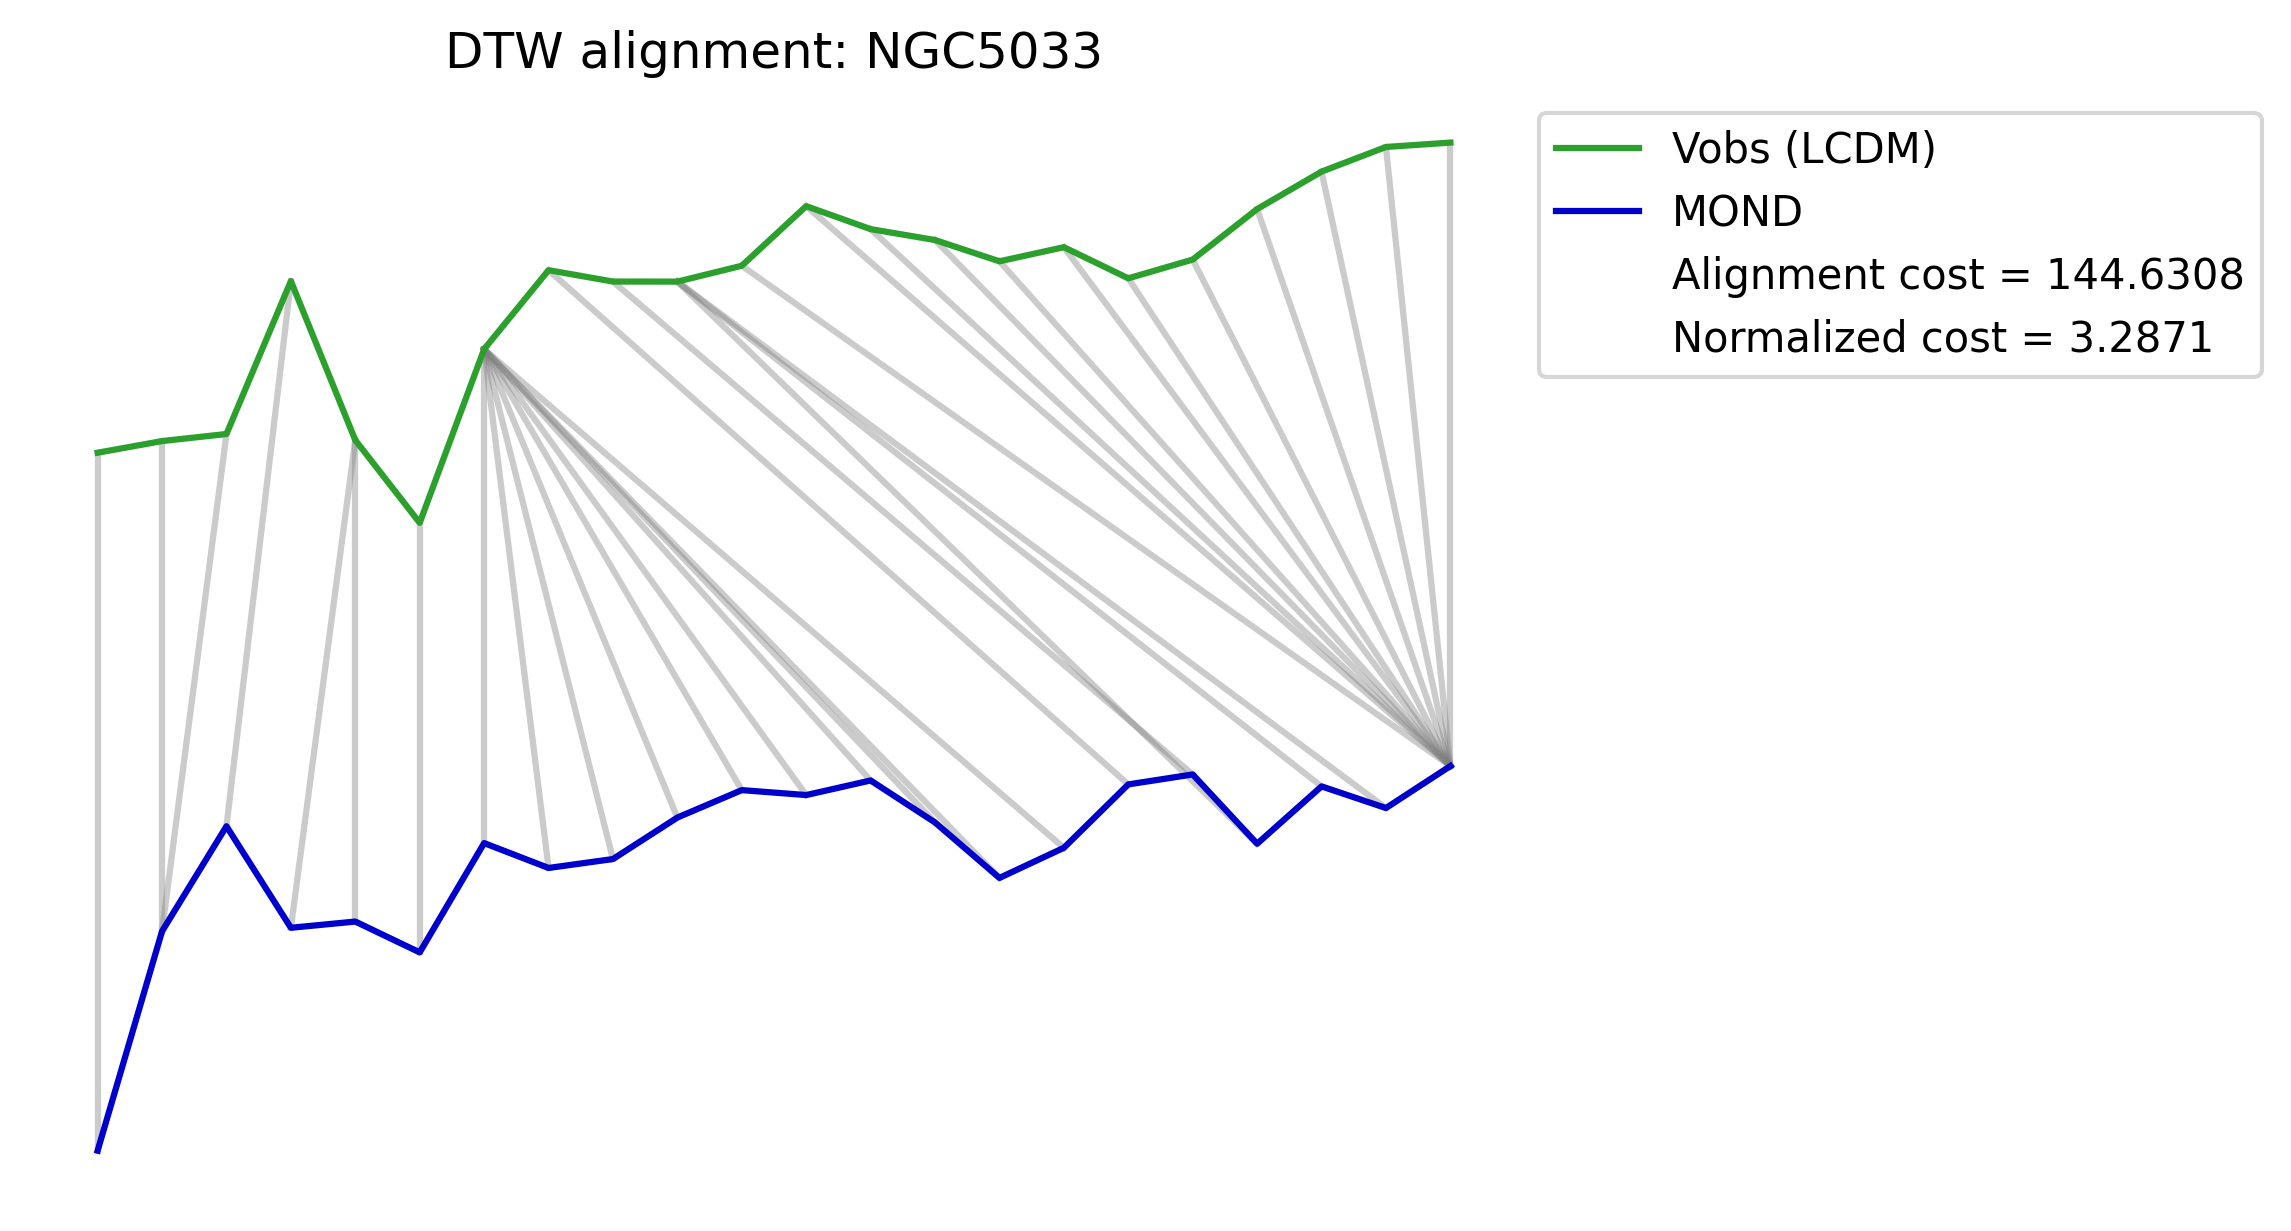 DTW alignment: NGC5033
Vobs (LCDM)
MOND
Alignment cost = 144.6308
Normalized cost = 3.2871